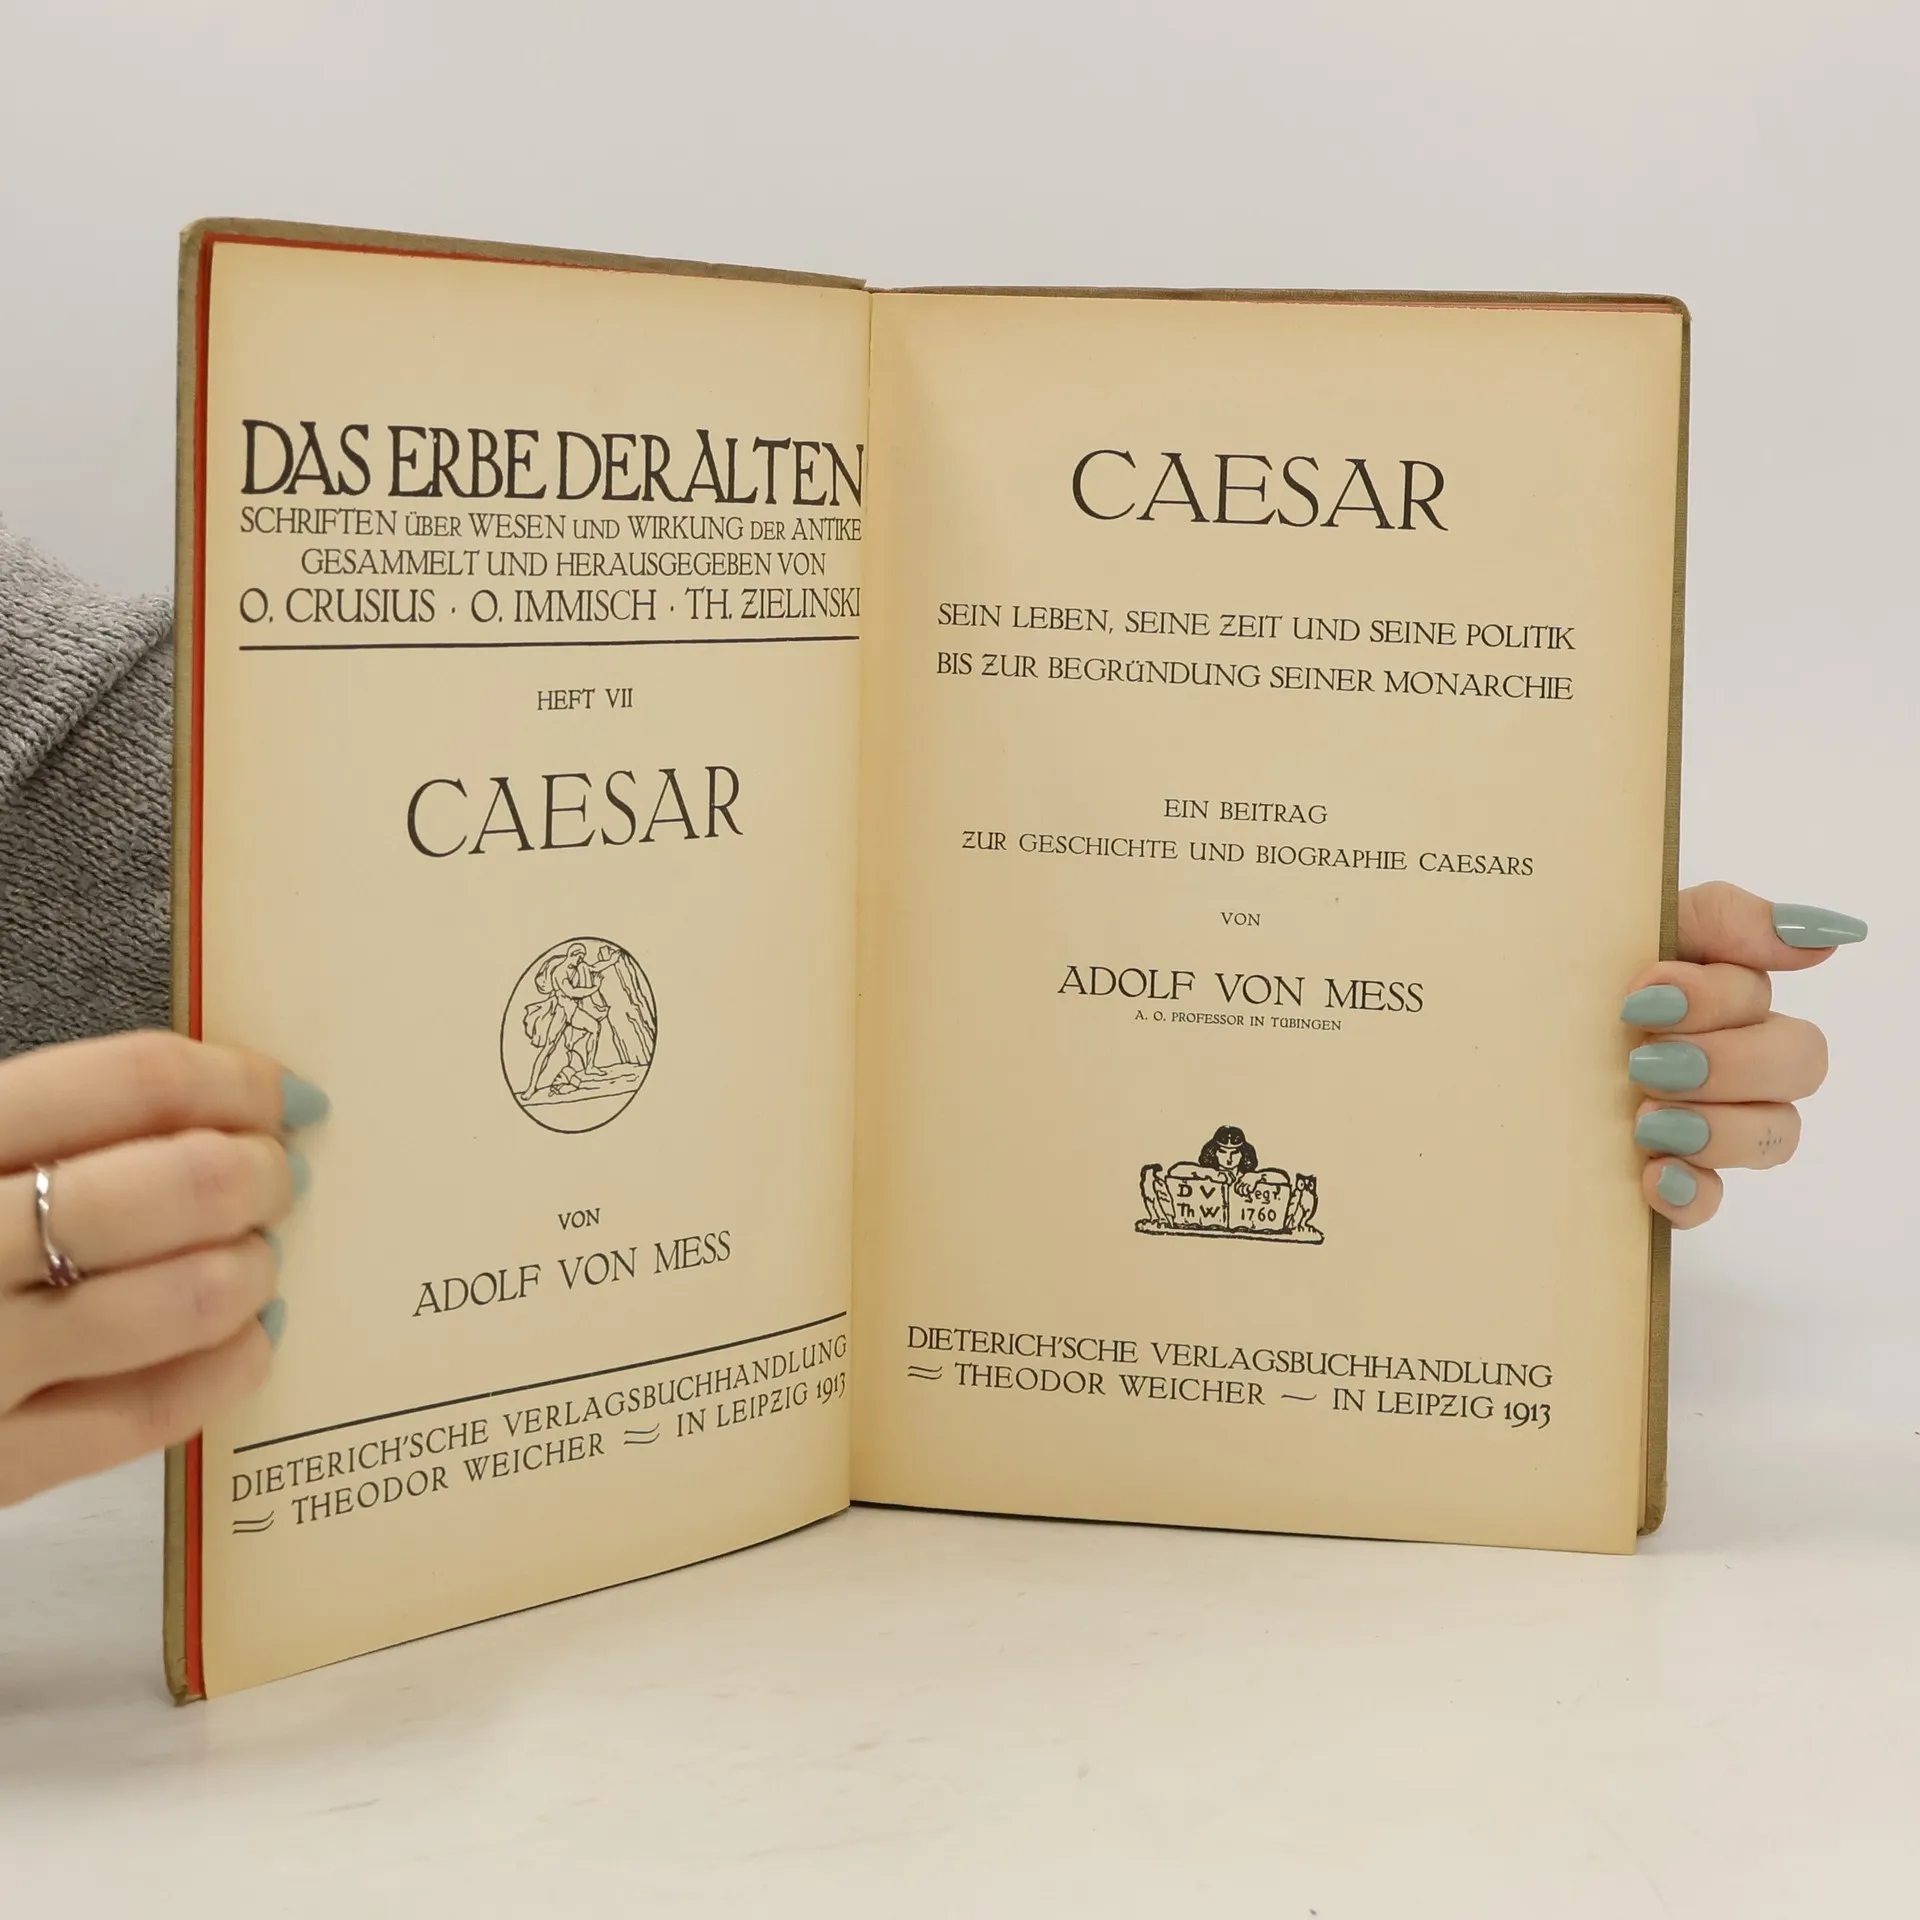 DAS ERBE DER ALTEN
SCHRIFTEN ÜBER WESEN UND WIRKUNG DER ANTIKE
GESAMMELT UND HERAUSGEGEBEN VON
O. CRUSIUS · O. IMMISCH · TH. ZIELINSKI
HEFT VII
CAESAR
VON
ADOLF VON MESS
DIETERICH'SCHE VERLAGSBUCHHANDLUNG
THEODOR WEICHER IN LEIPZIG 1913
CAESAR
SEIN LEBEN, SEINE ZEIT UND SEINE POLITIK
BIS ZUR BEGRÜNDUNG SEINER MONARCHIE
EIN BEITRAG
ZUR GESCHICHTE UND BIOGRAPHIE CAESARS
VON
ADOLF VON MESS
A. O. PROFESSOR IN TÜBINGEN
D V
Th W
gegr.
1760
DIETERICH'SCHE VERLAGSBUCHHANDLUNG
THEODOR WEICHER — IN LEIPZIG 1913